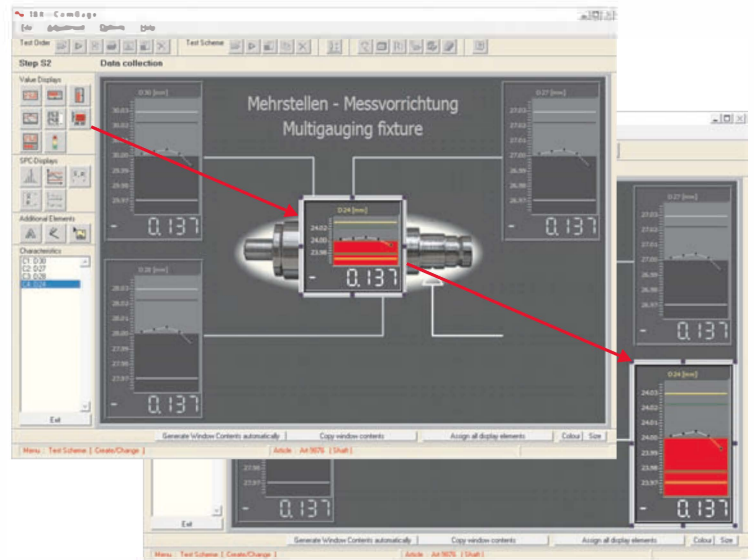 IBR - ComGage
File Adjustment Options Help
Test Order
Test Scheme
Step S2
Data collection
Value Displays
SPC-Displays
Additional Elements
Characteristics
C1: D30
C2: D27
C3: D28
C4: D24
Exit
Mehrstellen - Messvorrichtung
Multigauging fixture
D30 [mm]
30.03
30.02
30.01
30.00
29.99
29.98
29.97
- 0.137
D27 [mm]
27.03
27.02
27.01
27.00
26.99
26.98
26.97
- 0.137
D24 [mm]
24.02
24.00
23.98
- 0.137
D28 [mm]
28.03
28.02
28.01
28.00
27.99
27.98
27.97
- 0.137
Generate Window Contents automatically
Copy window contents
Assign all display elements
Colour
Size
Menu : Test Scheme [ Create/Change ]
Article : Art 9876 ( Shaft )
D27 [mm]
27.03
27.02
27.01
27.00
26.99
26.98
26.97
- 0.137
D24 [mm]
24.03
24.02
24.01
24.00
23.99
23.98
23.97
- 0.137
23.98
23.97
- 0.137
Exit
Generate Window Contents automatically
Copy window contents
Assign all display elements
Colour
Size
Menu : Test Scheme [ Create/Change ]
Article : Art 9876 ( Shaft )